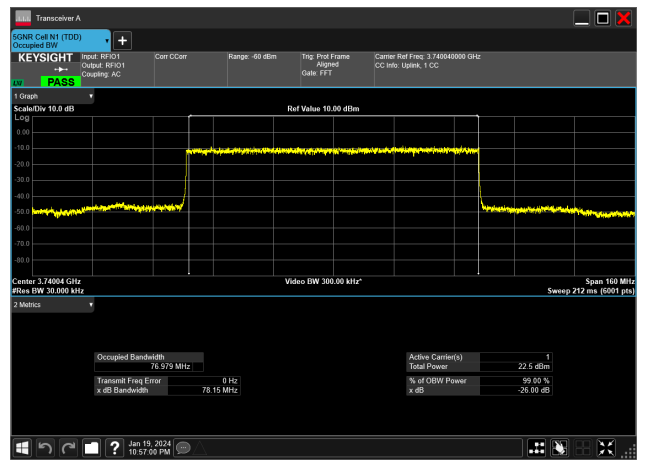 Transceiver A
5GNR Cell N1 (TDD)
Occupied BW
KEYSIGHT
LXI
PASS
Input: RFIO1
Output: RFIO1
Coupling: AC
Corr CCorr
Range: -60 dBm
Trig: Prot Frame
Aligned
Gate: FFT
Carrier Ref Freq: 3.740040000 GHz
CC Info: Uplink, 1 CC
1 Graph
Scale/Div 10.0 dB
Ref Value 10.00 dBm
Log
0.00
-10.0
-20.0
-30.0
-40.0
-50.0
-60.0
-70.0
-80.0
Center 3.74004 GHz
Video BW 300.00 kHz*
Span 160 MHz
#Res BW 30.000 kHz
Sweep 212 ms (6001 pts)
2 Metrics
Occupied Bandwidth
76.979 MHz
Transmit Freq Error 0 Hz
x dB Bandwidth 78.15 MHz
Active Carrier(s) 1
Total Power 22.5 dBm
% of OBW Power 99.00 %
x dB -26.00 dB
?
Jan 19, 2024
10:57:00 PM